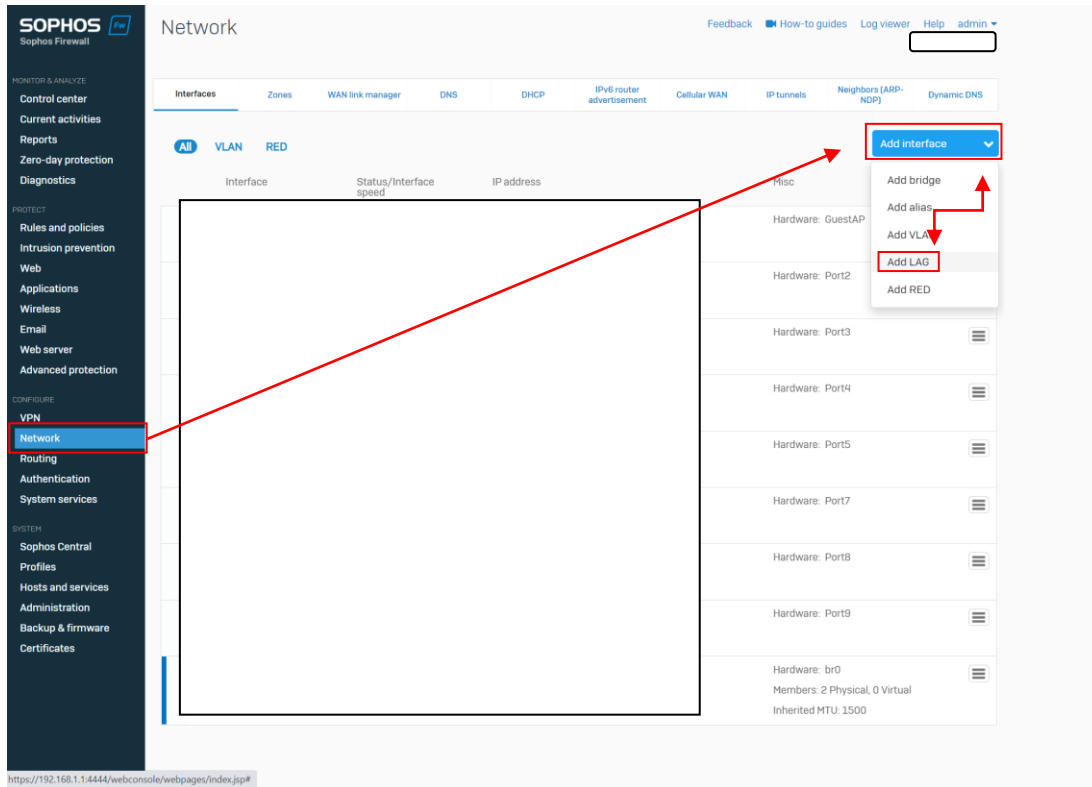 SOPHOS Fw
Sophos Firewall
Network
Feedback How-to guides Log viewer Help admin
MONITOR & ANALYZE
Control center
Current activities
Reports
Zero-day protection
Diagnostics
PROTECT
Rules and policies
Intrusion prevention
Web
Applications
Wireless
Email
Web server
Advanced protection
CONFIGURE
VPN
Network
Routing
Authentication
System services
SYSTEM
Sophos Central
Profiles
Hosts and services
Administration
Backup & firmware
Certificates
Interfaces Zones WAN link manager DNS DHCP IPv6 router advertisement Cellular WAN IP tunnels Neighbors (ARP-NDP) Dynamic DNS
All VLAN RED
Add interface
Add bridge
Add alias
Add VLA
Add LAG
Add RED
Interface Status/Interface speed IP address Misc
Hardware: GuestAP
Hardware: Port2
Hardware: Port3
Hardware: Port4
Hardware: Port5
Hardware: Port7
Hardware: Port8
Hardware: Port9
Hardware: br0
Members: 2 Physical, 0 Virtual
Inherited MTU: 1500
https://192.168.1.1:4444/webconsole/webpages/index.jsp#